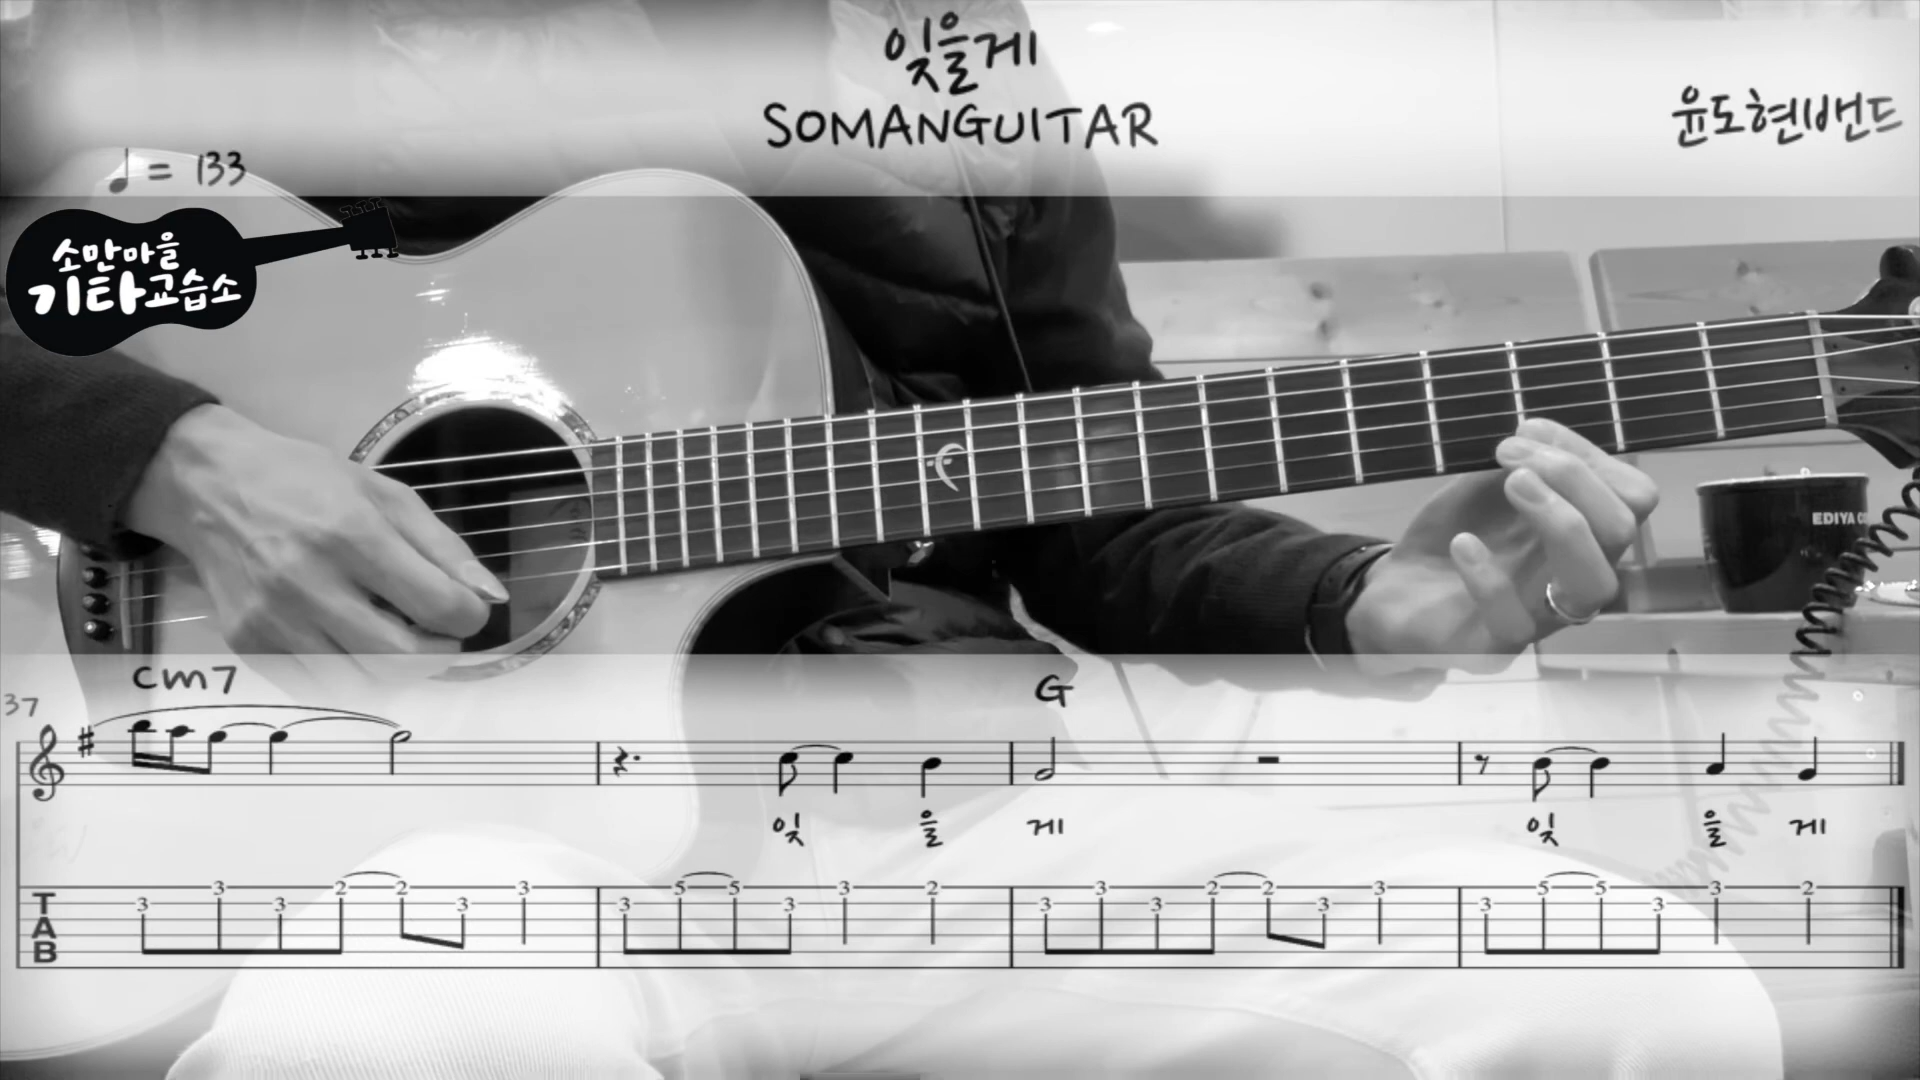 잊을게
SOMANGUITAR
윤도현밴드
♩ = 133
소만마을
기타교습소
EDIYA
Cm7 G
37
잊 을 게 잊 을 게
3 3 3 2 2 3 3 3 5 5 3 3 2 3 3 3 2 2 3 3 3 5 5 3 3 2
TAB